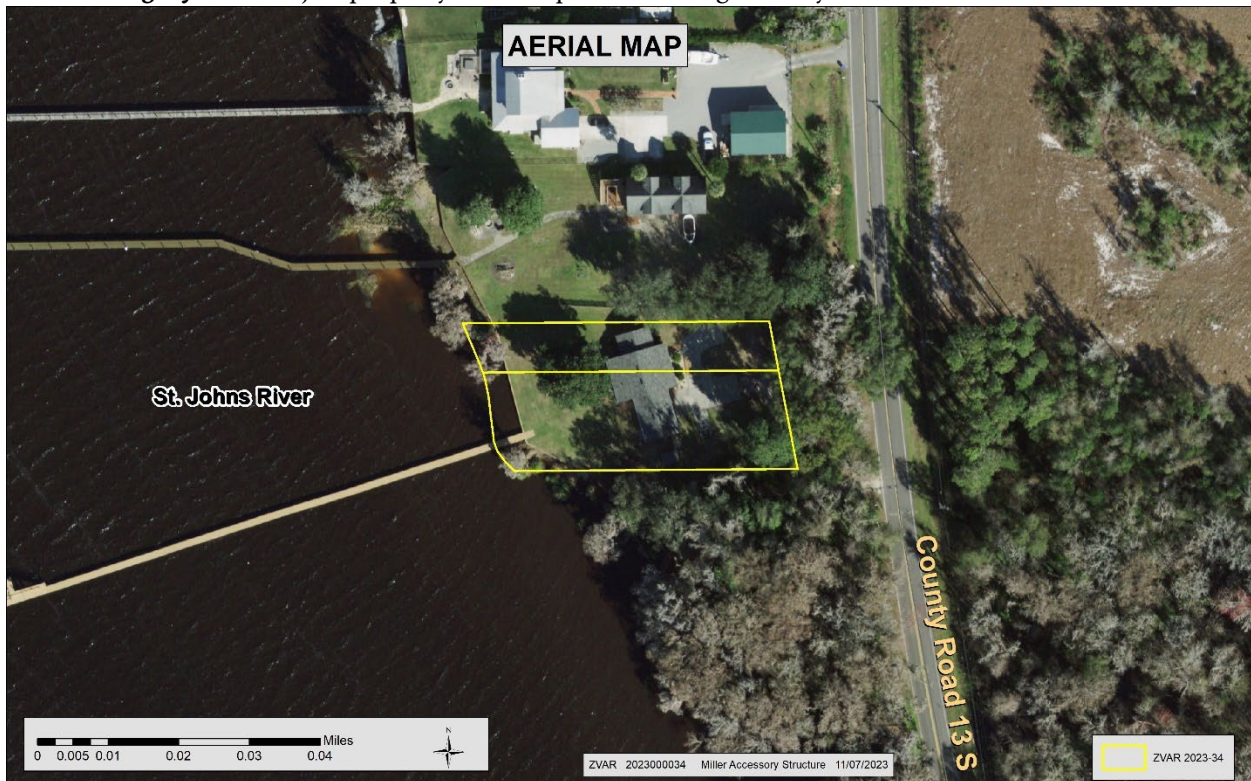 AERIAL MAP
St. Johns River
County Road 13 S
0 0.005 0.01 0.02 0.03 0.04 Miles
N
ZVAR 2023000034 Miller Accessory Structure 11/07/2023
ZVAR 2023-34